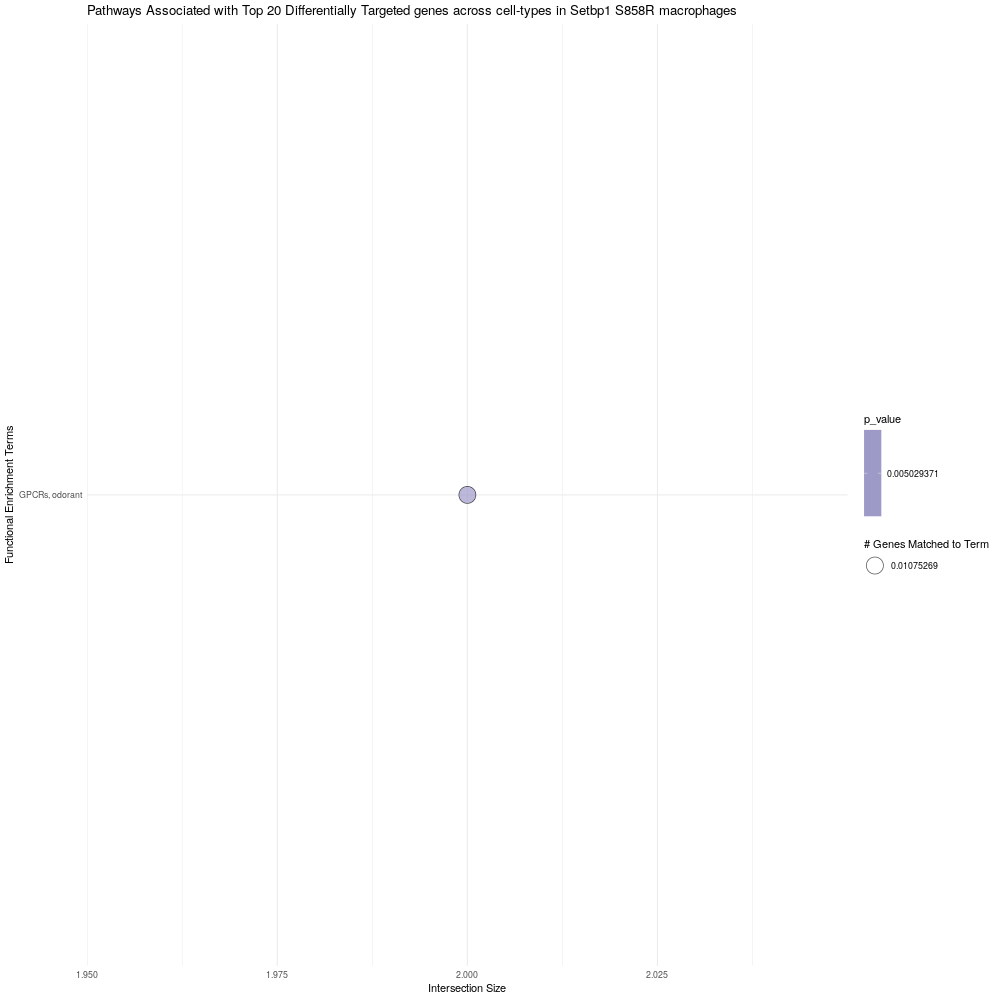 Pathways Associated with Top 20 Differentially Targeted genes across cell-types in Setbp1 S858R macrophages
Functional Enrichment Terms
GPCRs, odorant
1.950
1.975
2.000
2.025
Intersection Size
p_value
0.005029371
# Genes Matched to Term
0.01075269